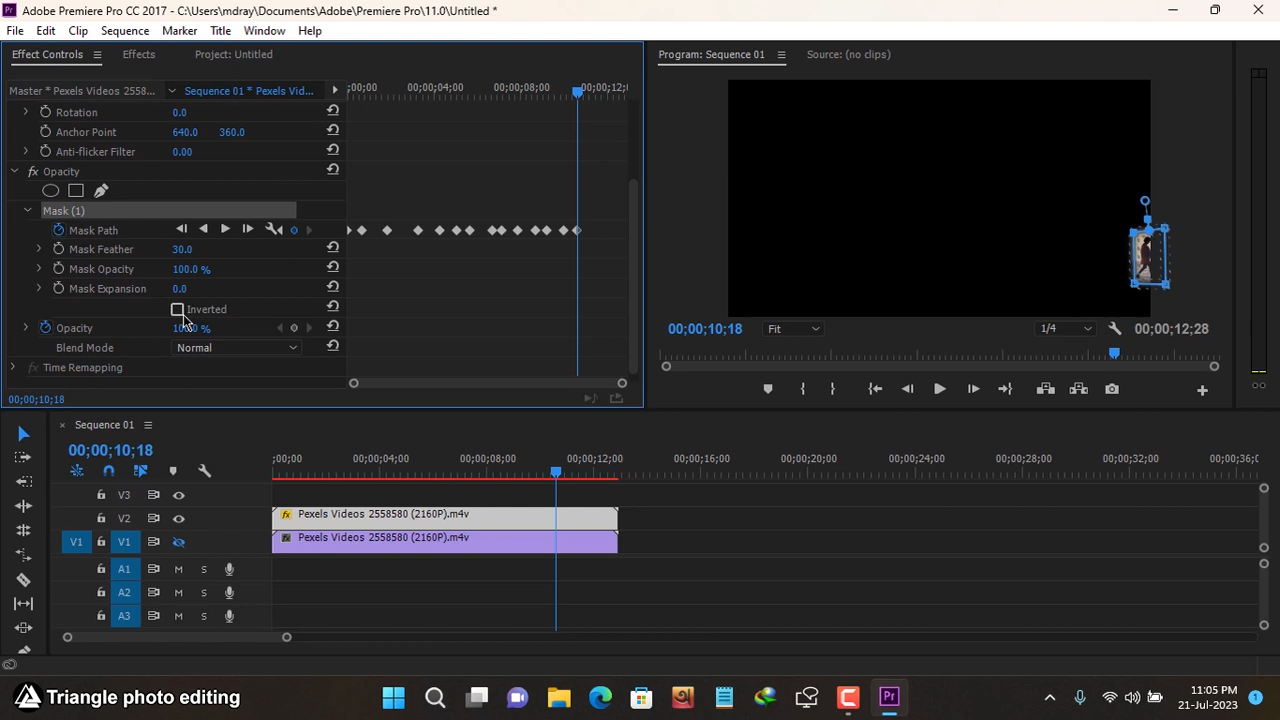 Adobe Premiere Pro CC 2017 - C:\Users\mdray\Documents\Adobe\Premiere Pro\11.0\Untitled *
File Edit Clip Sequence Marker Title Window Help
Effect Controls Effects Project: Untitled
Master * Pexels Videos 2558... Sequence 01 * Pexels Vid...
;00;00 00;00;04;00 00;00;08;00 00;00;12;
Rotation 0.0
Anchor Point 640.0 360.0
Anti-flicker Filter 0.00
fx Opacity
Mask (1)
Mask Path
Mask Feather 30.0
Mask Opacity 100.0 %
Mask Expansion 0.0
Inverted
Opacity %
Blend Mode Normal
fx Time Remapping
00;00;10;18
Program: Sequence 01 Source: (no clips)
00;00;10;18 Fit 1/4 00;00;12;28
Sequence 01
00;00;10;18
;00;00 00;00;04;00 00;00;08;00 00;00;12;00 00;00;16;00 00;00;20;00 00;00;24;00 00;00;28;00 00;00;32;00 00;00;36;0
V3
V2 fx Pexels Videos 2558580 (2160P).m4v
V1 V1 fx Pexels Videos 2558580 (2160P).m4v
A1 M S
A2 M S
A3 M S
0 0
Triangle photo editing
Pr
11:05 PM
21-Jul-2023
1